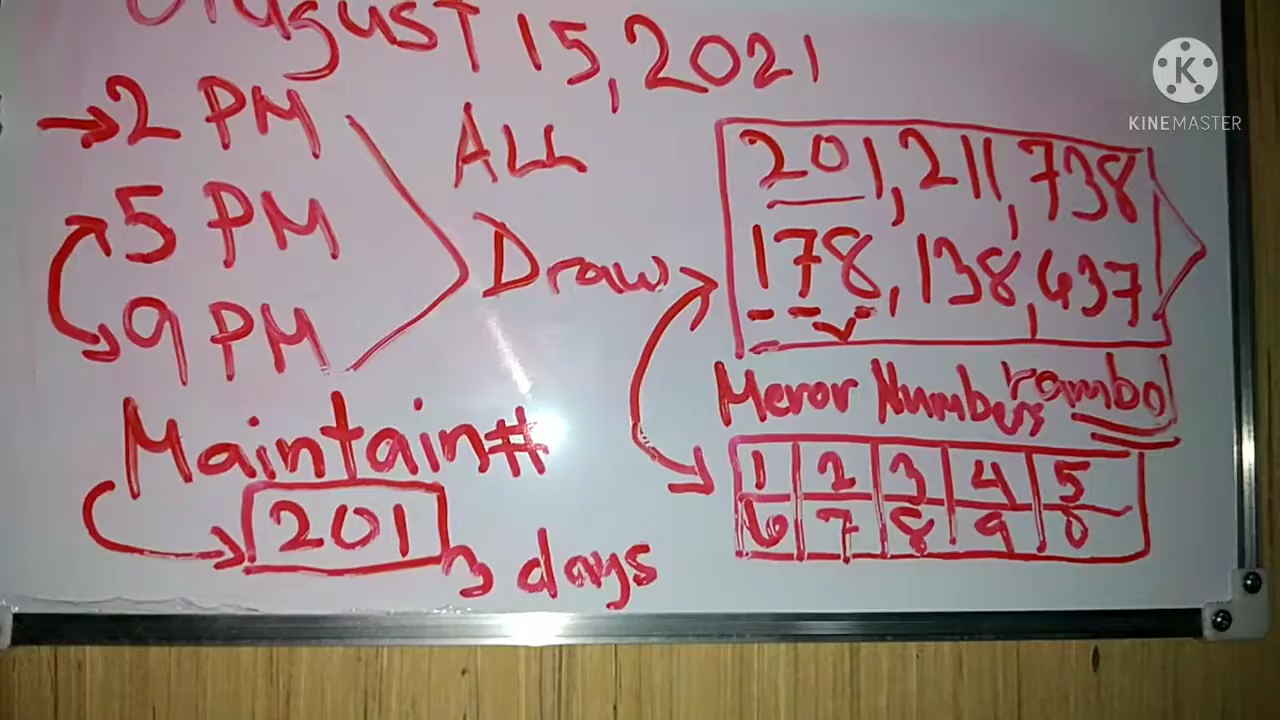 August 15, 2021
2 PM
5 PM
9 PM
ALL
Draw
Maintain#
201
3 days
201, 211, 738
178, 138, 437
Meror Numbers rambol
1 2 3 4 5
6 7 8 9 0
KINEMASTER